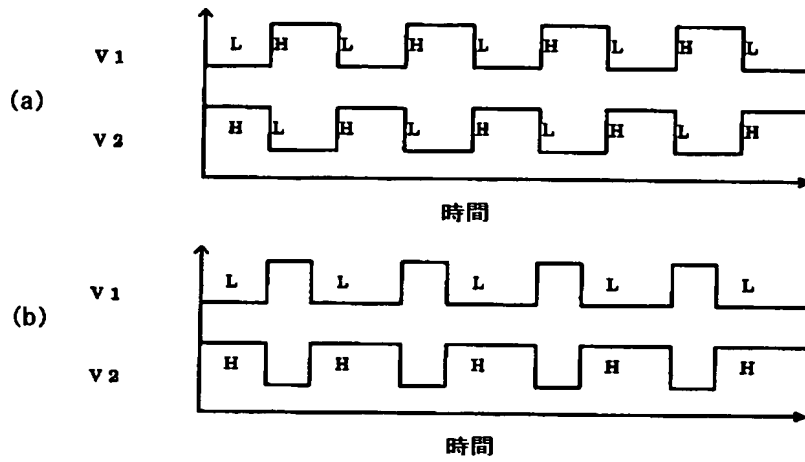 L H L H L H L H L
V1
(a)
H L H L H L H L H
V2
時間
L L L L L
V1
(b)
H H H H H
V2
時間